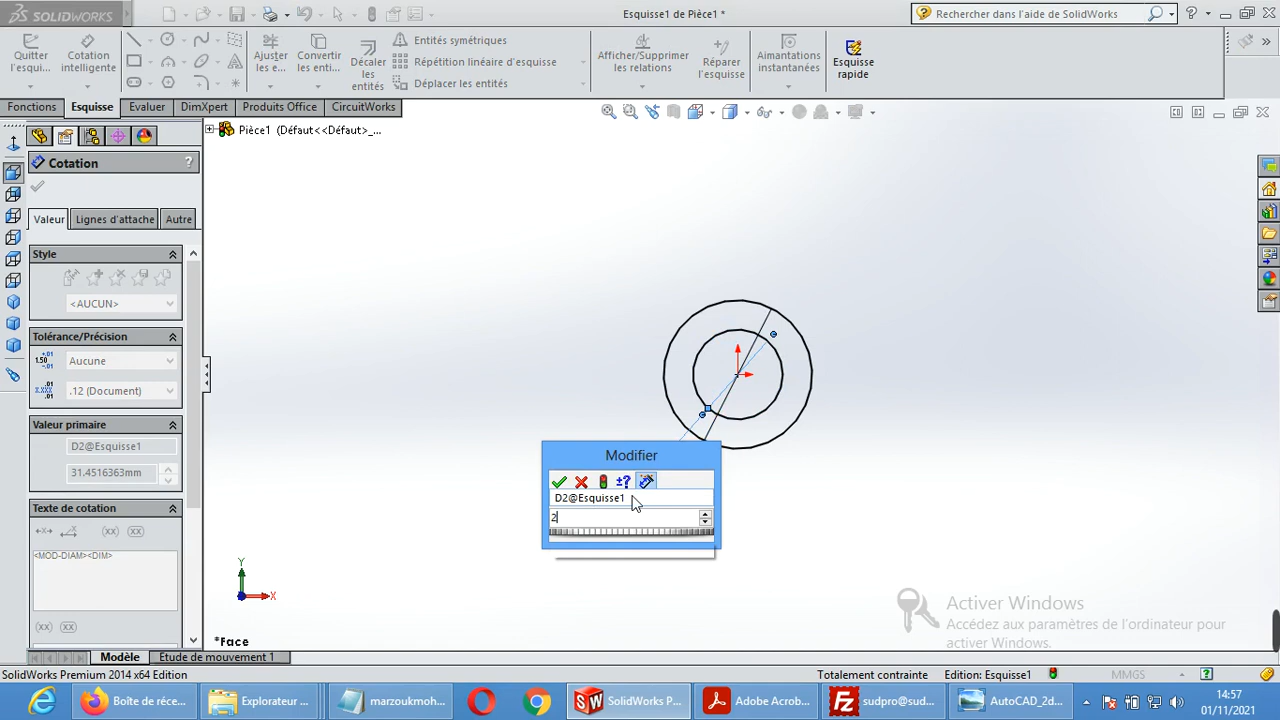 SOLIDWORKS
Esquisse1 de Pièce1 *
Rechercher dans l'aide de SolidWorks
Quitter l'esqui...
Cotation intelligente
Ajuster les e...
Convertir les enti...
Décaler les entités
Entités symétriques
Répétition linéaire d'esquisse
Déplacer les entités
Afficher/Supprimer les relations
Réparer l'esquisse
Aimantations instantanées
Esquisse rapide
Fonctions
Esquisse
Evaluer
DimXpert
Produits Office
CircuitWorks
Pièce1 (Défaut<<Défaut>_...
Cotation
?
Valeur
Lignes d'attache
Autre
Style
<AUCUN>
Tolérance/Précision
Aucune
.12 (Document)
Valeur primaire
D2@Esquisse1
31.4516363mm
Texte de cotation
<MOD-DIAM><DIM>
Modifier
D2@Esquisse1
2
Y
X
*Face
Activer Windows
Accédez aux paramètres de l'ordinateur pour
activer Windows.
Modèle
Etude de mouvement 1
SolidWorks Premium 2014 x64 Edition
Totalement contrainte
Edition: Esquisse1
MMGS
Boîte de réce...
Explorateur ...
marzoukmoh...
SolidWorks P...
Adobe Acrob...
sudpro@sud...
AutoCAD_2d...
14:57
01/11/2021